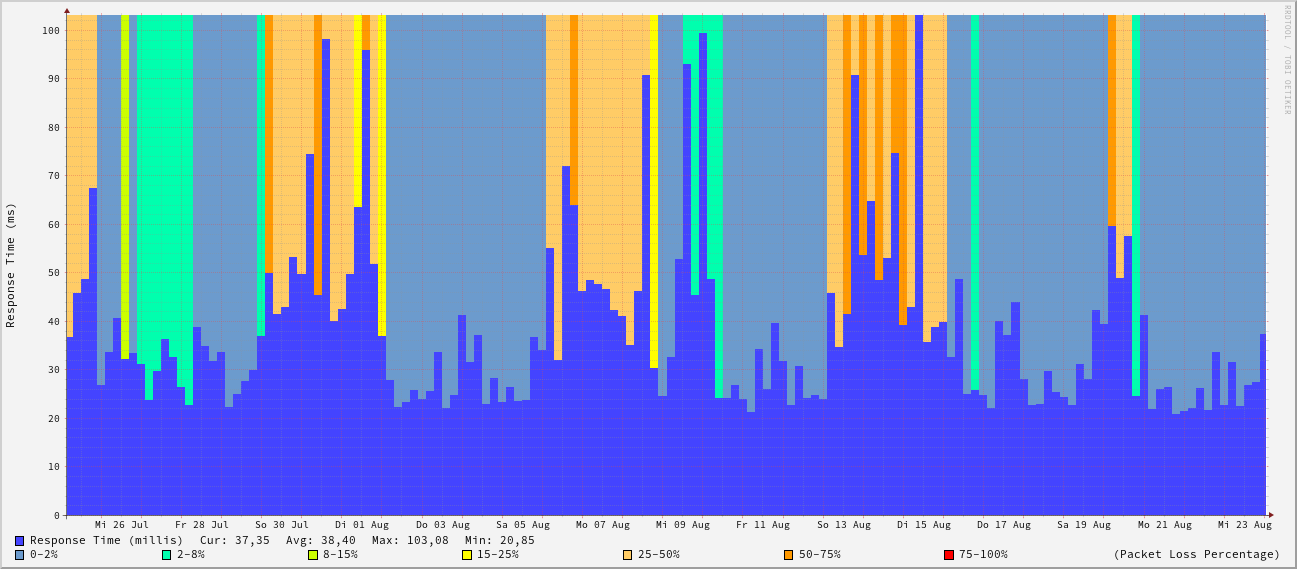 RRDTOOL / TOBI OETIKER
Response Time (ms)
100
90
80
70
60
50
40
30
20
10
0
Mi 26 Jul Fr 28 Jul So 30 Jul Di 01 Aug Do 03 Aug Sa 05 Aug Mo 07 Aug Mi 09 Aug Fr 11 Aug So 13 Aug Di 15 Aug Do 17 Aug Sa 19 Aug Mo 21 Aug Mi 23 Aug
Response Time (millis) Cur: 37,35 Avg: 38,40 Max: 103,08 Min: 20,85
0-2% 2-8% 8-15% 15-25% 25-50% 50-75% 75-100% (Packet Loss Percentage)